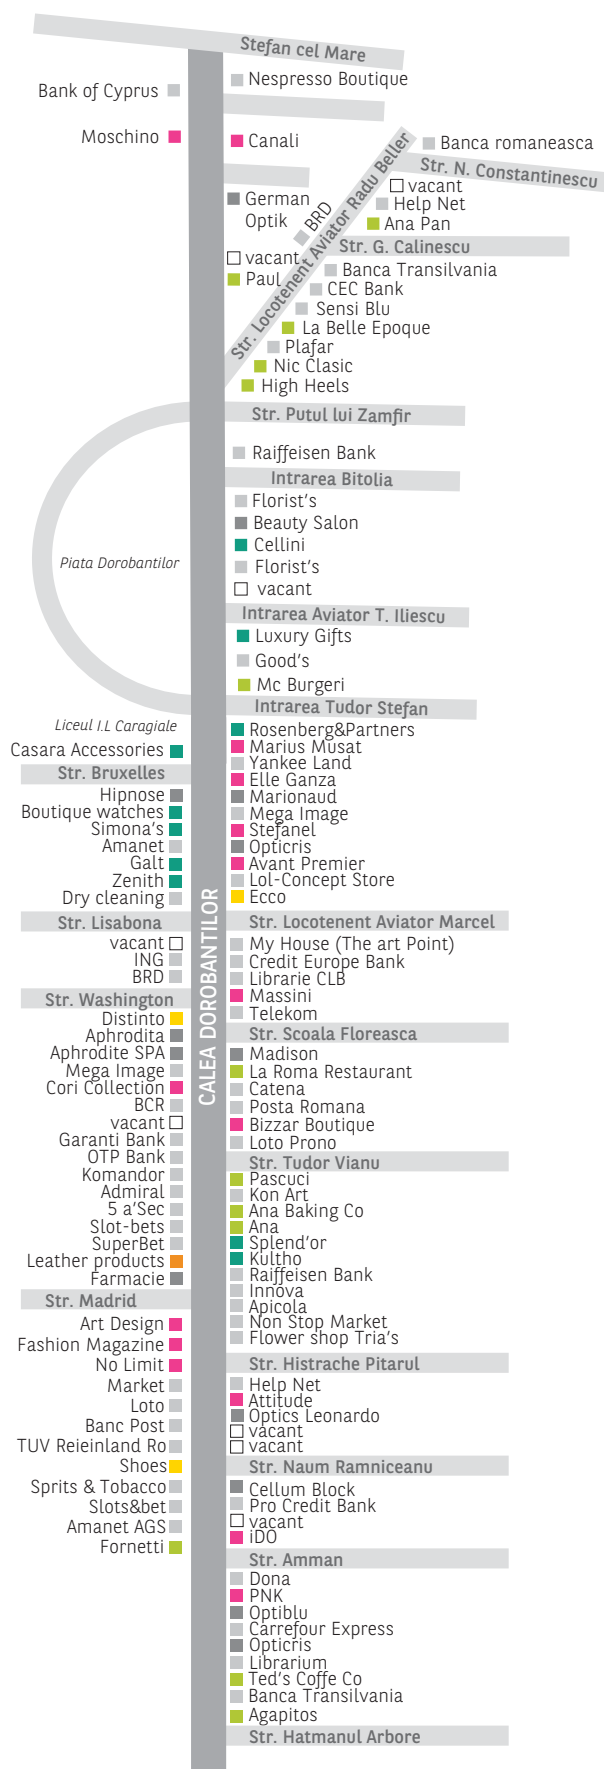 Stefan cel Mare
Nespresso Boutique
Bank of Cyprus
Moschino
Canali
Banca romaneasca
Str. N. Constantinescu
vacant
Help Net
Ana Pan
German
Optik
BRD
Str. Locotenent Aviator Radu Beller
Str. G. Calinescu
vacant
Paul
Banca Transilvania
CEC Bank
Sensi Blu
La Belle Epoque
Plafar
Nic Clasic
High Heels
Str. Putul lui Zamfir
Raiffeisen Bank
Intrarea Bitolia
Florist's
Beauty Salon
Cellini
Piata Dorobantilor
Florist's
vacant
Intrarea Aviator T. Iliescu
Luxury Gifts
Good's
Mc Burgeri
Intrarea Tudor Stefan
Liceul I.L Caragiale
Casara Accessories
Str. Bruxelles
Hipnose
Boutique watches
Simona's
Amanet
Galt
Zenith
Dry cleaning
Str. Lisabona
vacant
ING
BRD
Str. Washington
Distinto
Aphrodita
Aphrodite SPA
Mega Image
Cori Collection
BCR
vacant
Garanti Bank
OTP Bank
Komandor
Admiral
5 a'Sec
Slot-bets
SuperBet
Leather products
Farmacie
Str. Madrid
Art Design
Fashion Magazine
No Limit
Market
Loto
Banc Post
TUV Reieinland Ro
Shoes
Sprits & Tobacco
Slots&bet
Amanet AGS
Fornetti
CALEA DOROBANTILOR
Rosenberg&Partners
Marius Musat
Yankee Land
Elle Ganza
Marionaud
Mega Image
Stefanel
Opticris
Avant Premier
Lol-Concept Store
Ecco
Str. Locotenent Aviator Marcel
My House (The art Point)
Credit Europe Bank
Librarie CLB
Massini
Telekom
Str. Scoala Floreasca
Madison
La Roma Restaurant
Catena
Posta Romana
Bizzar Boutique
Loto Prono
Str. Tudor Vianu
Pascuci
Kon Art
Ana Baking Co
Ana
Splend'or
Kultho
Raiffeisen Bank
Innova
Apicola
Non Stop Market
Flower shop Tria's
Str. Histrache Pitarul
Help Net
Attitude
Optics Leonardo
vacant
vacant
Str. Naum Ramniceanu
Cellum Block
Pro Credit Bank
vacant
iDO
Str. Amman
Dona
PNK
Optiblu
Carrefour Express
Opticris
Librarium
Ted's Coffe Co
Banca Transilvania
Agapitos
Str. Hatmanul Arbore